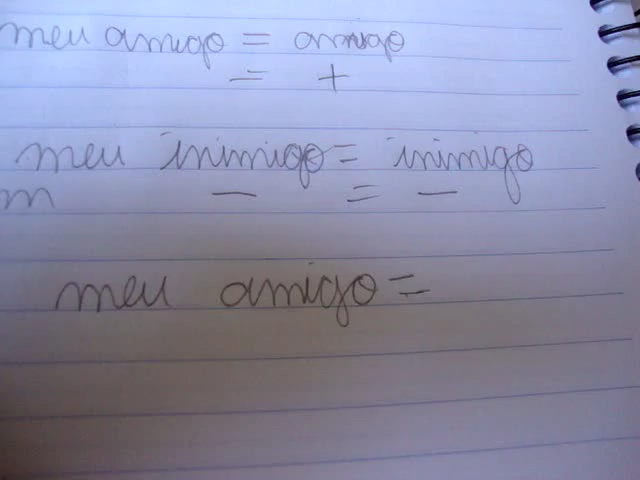 meu amigo = amigo
= +
meu inimigo = inimigo
m - = -
meu amigo =